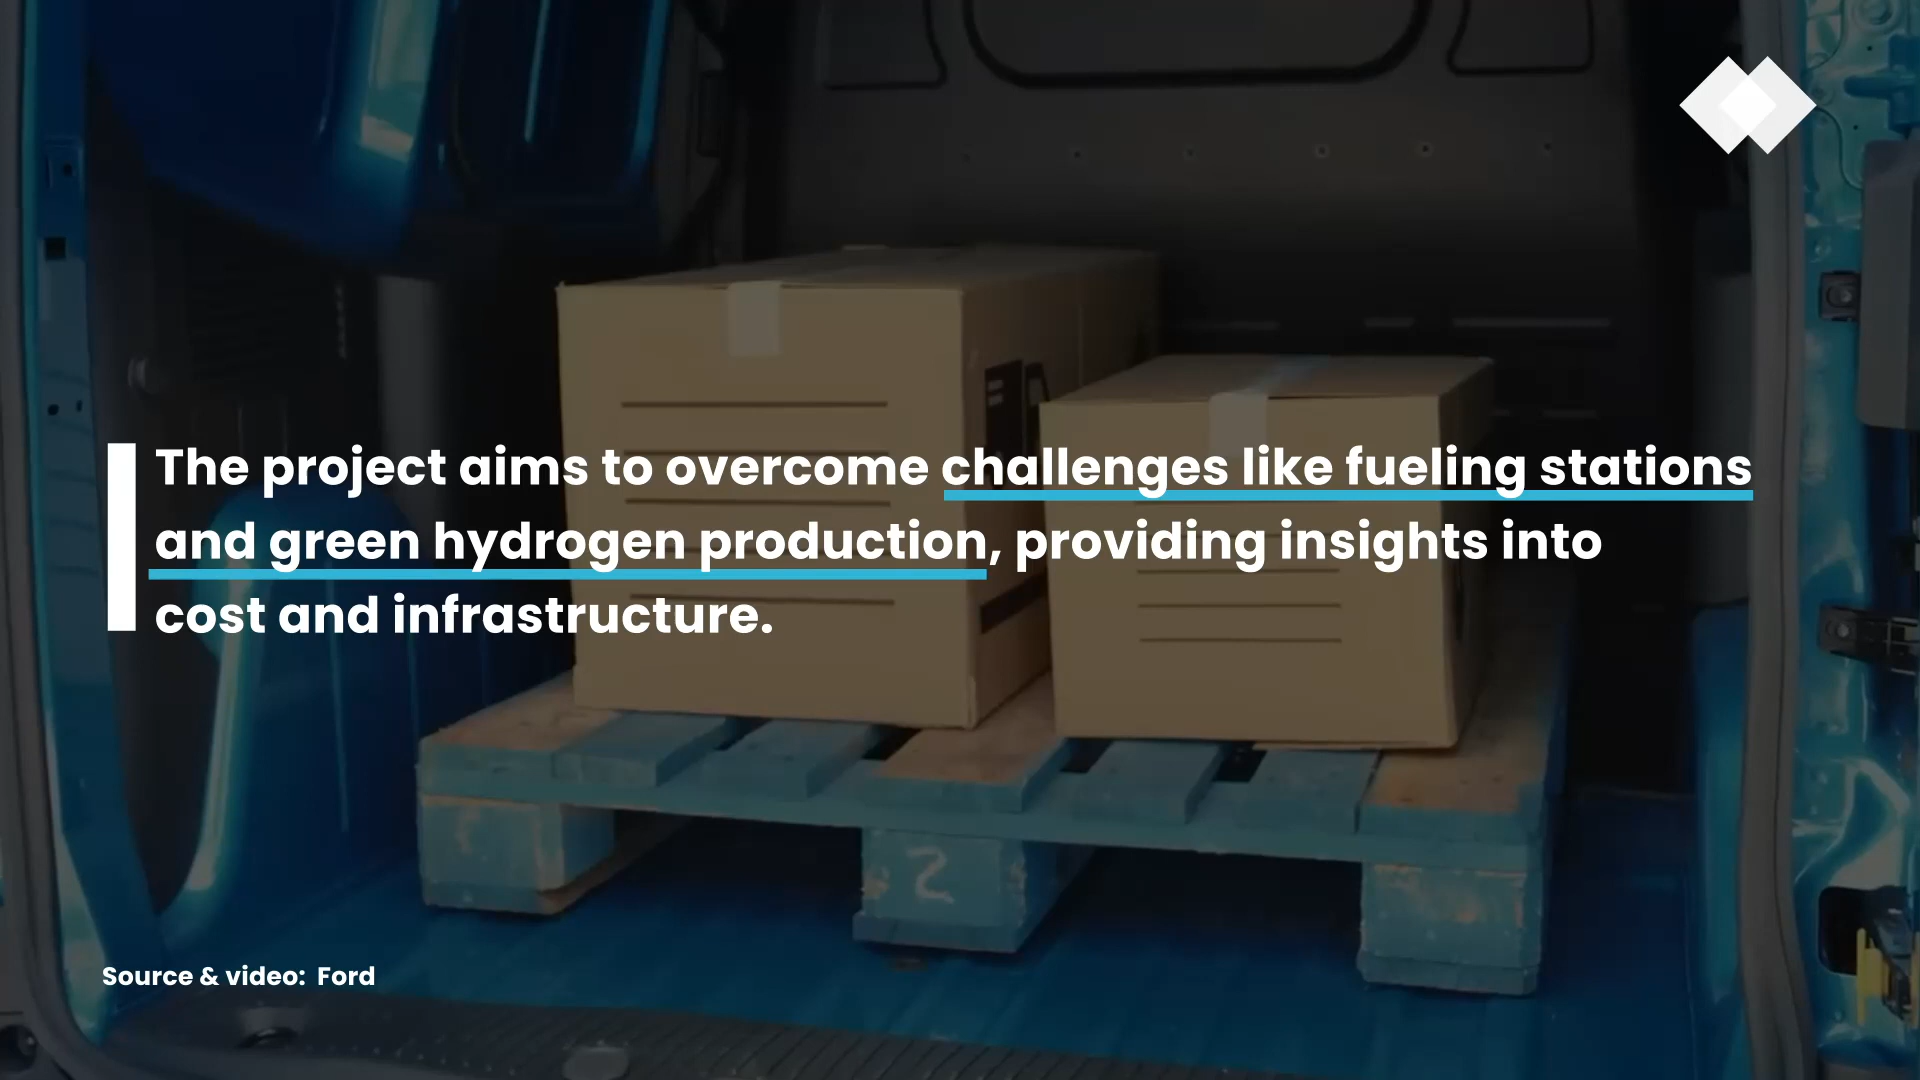 The project aims to overcome challenges like fueling stations
and green hydrogen production, providing insights into
cost and infrastructure.
2
Source & video: Ford